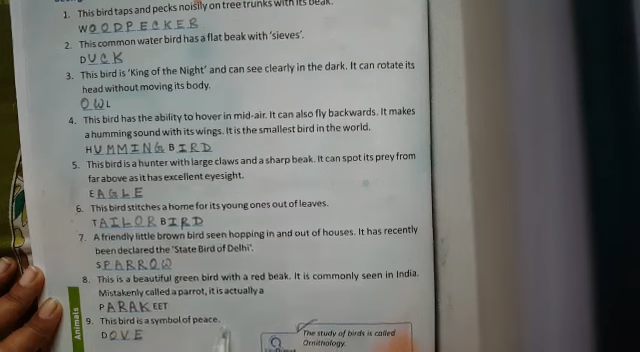 1. This bird taps and pecks noisily on tree trunks with its beak.
WOODPECKER
2. This common water bird has a flat beak with 'sieves'.
DUCK
3. This bird is 'King of the Night' and can see clearly in the dark. It can rotate its
head without moving its body.
OWL
4. This bird has the ability to hover in mid-air. It can also fly backwards. It makes
a humming sound with its wings. It is the smallest bird in the world.
HUMMINGBIRD
5. This bird is a hunter with large claws and a sharp beak. It can spot its prey from
far above as it has excellent eyesight.
EAGLE
6. This bird stitches a home for its young ones out of leaves.
TAILORBIRD
7. A friendly little brown bird seen hopping in and out of houses. It has recently
been declared the 'State Bird of Delhi'.
SPARROW
8. This is a beautiful green bird with a red beak. It is commonly seen in India.
Mistakenly called a parrot, it is actually a
PARAKEET
9. This bird is a symbol of peace.
DOVE
Animals
The study of birds is called
Ornithology.